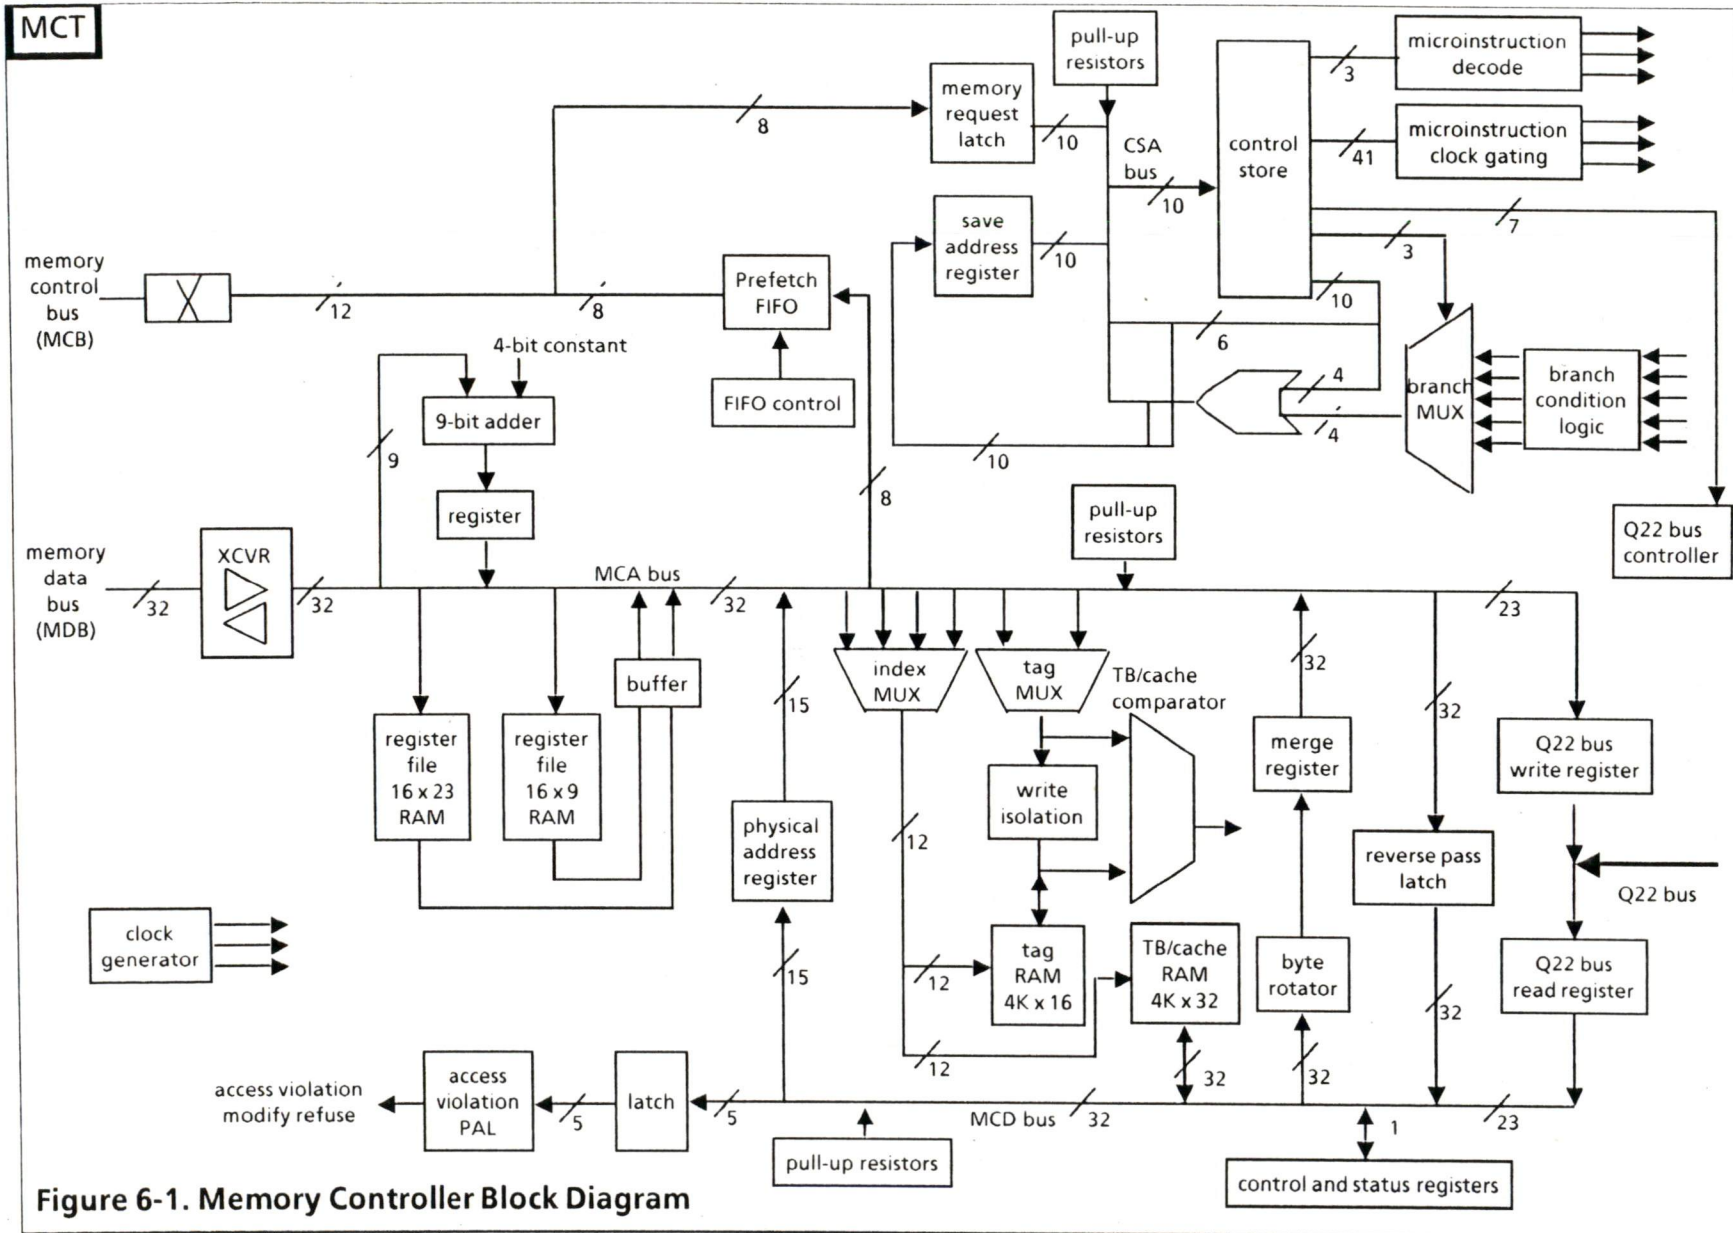 MCT
pull-up
resistors
memory
request
latch
8
10
CSA
bus
10
control
store
3
microinstruction
decode
41
microinstruction
clock gating
7
3
10
save
address
register
10
6
4
4
10
branch
MUX
branch
condition
logic
Q22 bus
controller
memory
control
bus
(MCB)
12
8
Prefetch
FIFO
FIFO control
4-bit constant
9-bit adder
9
register
8
pull-up
resistors
memory
data
bus
(MDB)
32
XCVR
32
MCA bus
32
23
buffer
register
file
16 x 23
RAM
register
file
16 x 9
RAM
15
physical
address
register
15
index
MUX
tag
MUX
TB/cache
comparator
write
isolation
12
12
12
tag
RAM
4K x 16
TB/cache
RAM
4K x 32
32
32
merge
register
byte
rotator
32
32
reverse pass
latch
32
Q22 bus
write register
Q22 bus
Q22 bus
read register
clock
generator
access violation
modify refuse
access
violation
PAL
5
latch
5
MCD bus
32
1
23
pull-up resistors
control and status registers
Figure 6-1. Memory Controller Block Diagram